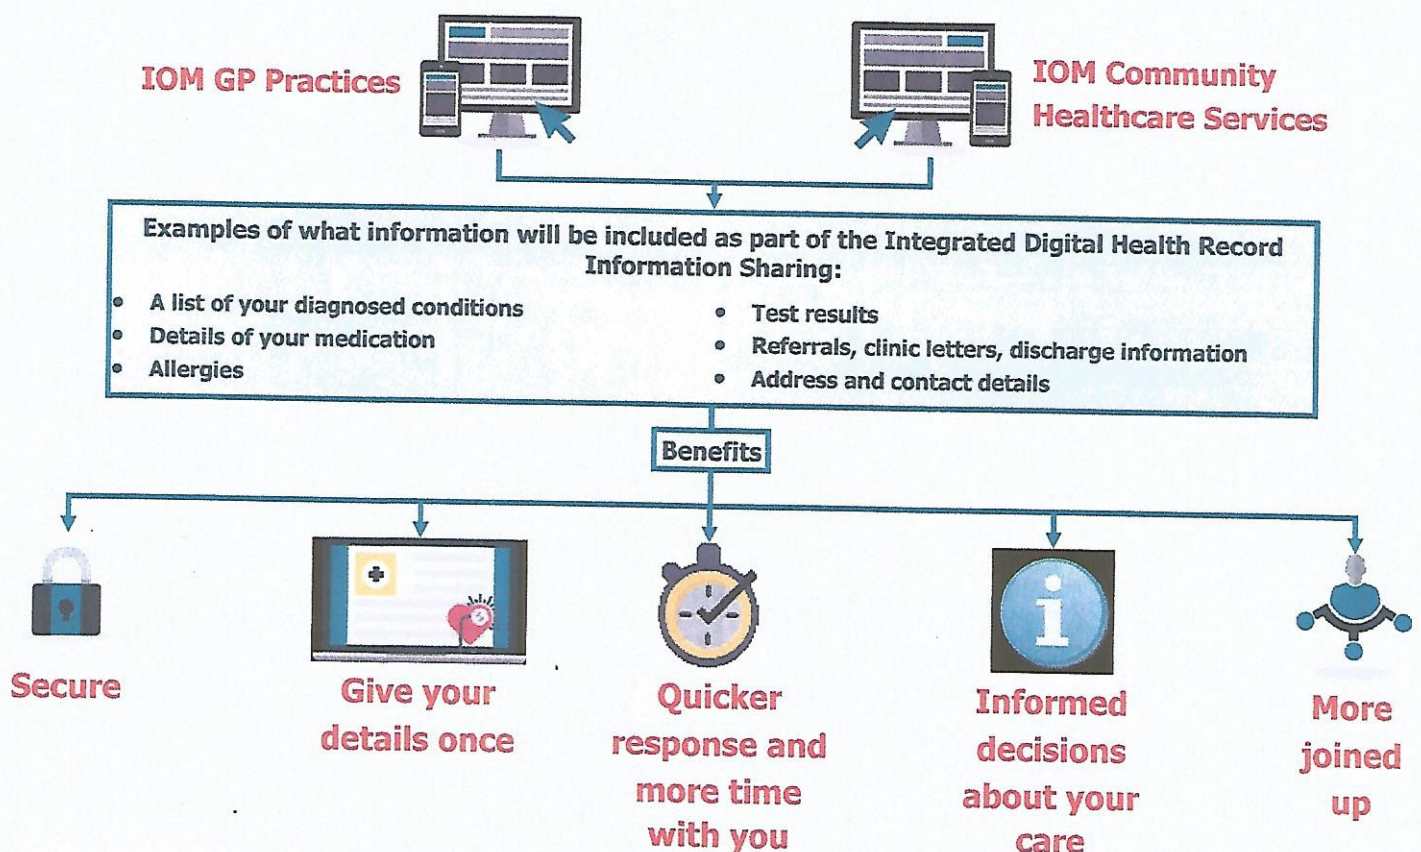 IOM GP Practices
IOM Community
Healthcare Services
Examples of what information will be included as part of the Integrated Digital Health Record
Information Sharing:
• A list of your diagnosed conditions
• Details of your medication
• Allergies
• Test results
• Referrals, clinic letters, discharge information
• Address and contact details
Benefits
Secure
Give your
details once
Quicker
response and
more time
with you
Informed
decisions
about your
care
More
joined
up